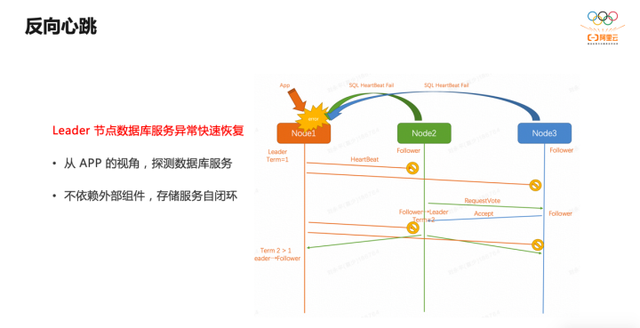 反向心跳
阿里云
Leader 节点数据库服务异常快速恢复
• 从 APP 的视角，探测数据库服务
• 不依赖外部组件，存储服务自闭环
App
SQL HeartBeat Fail
SQL HeartBeat Fail
Node1
Node2
Node3
Leader
Term=1
Follower
Follower
HeartBeat
RequestVote
Follower→Leader
Term=2
Accept
Follower
Term 2 > 1
eader→Follower